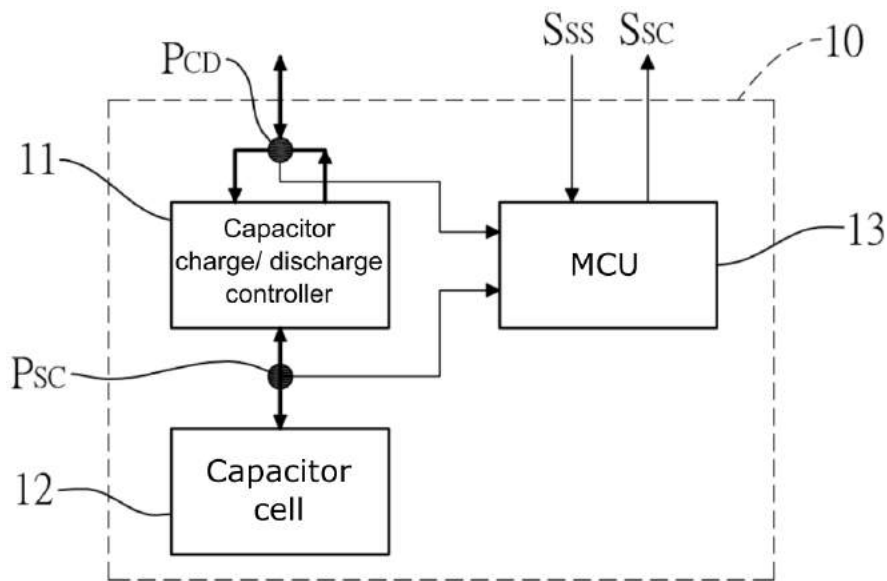 PCD
SSS
SSC
10
11
Capacitor
charge/ discharge
controller
MCU
13
PSC
12
Capacitor
cell